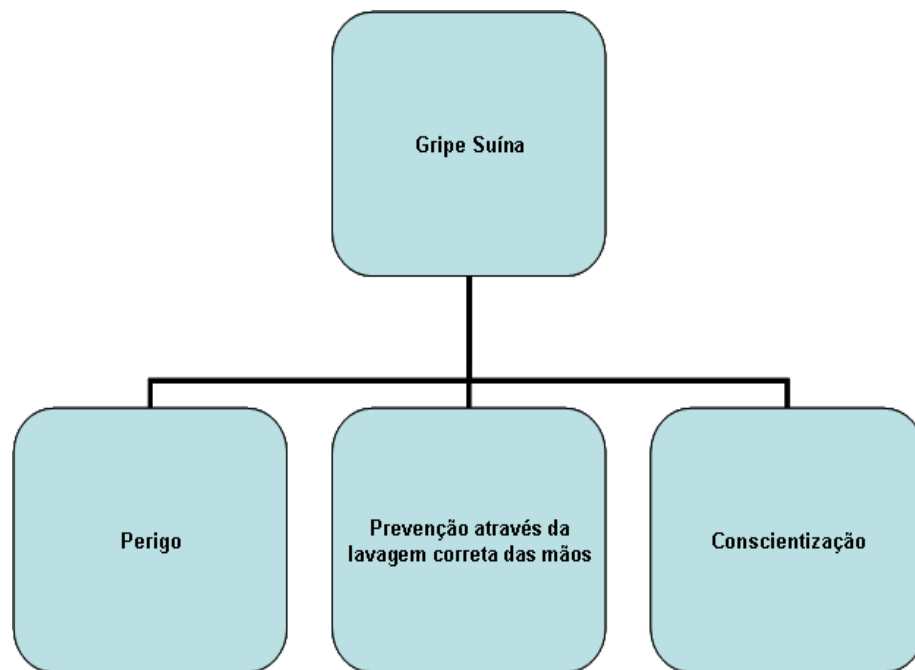 Gripe Suína
Perigo
Prevenção através da
lavagem correta das mãos
Conscientização